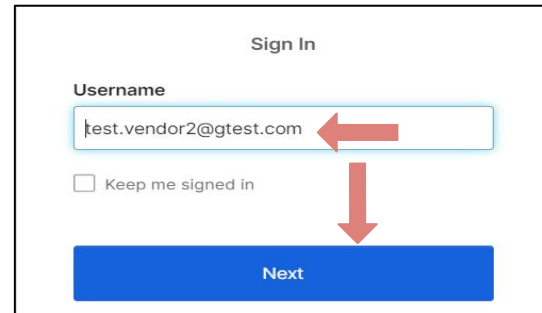 Sign In
Username
test.vendor2@gtest.com
Keep me signed in
Next